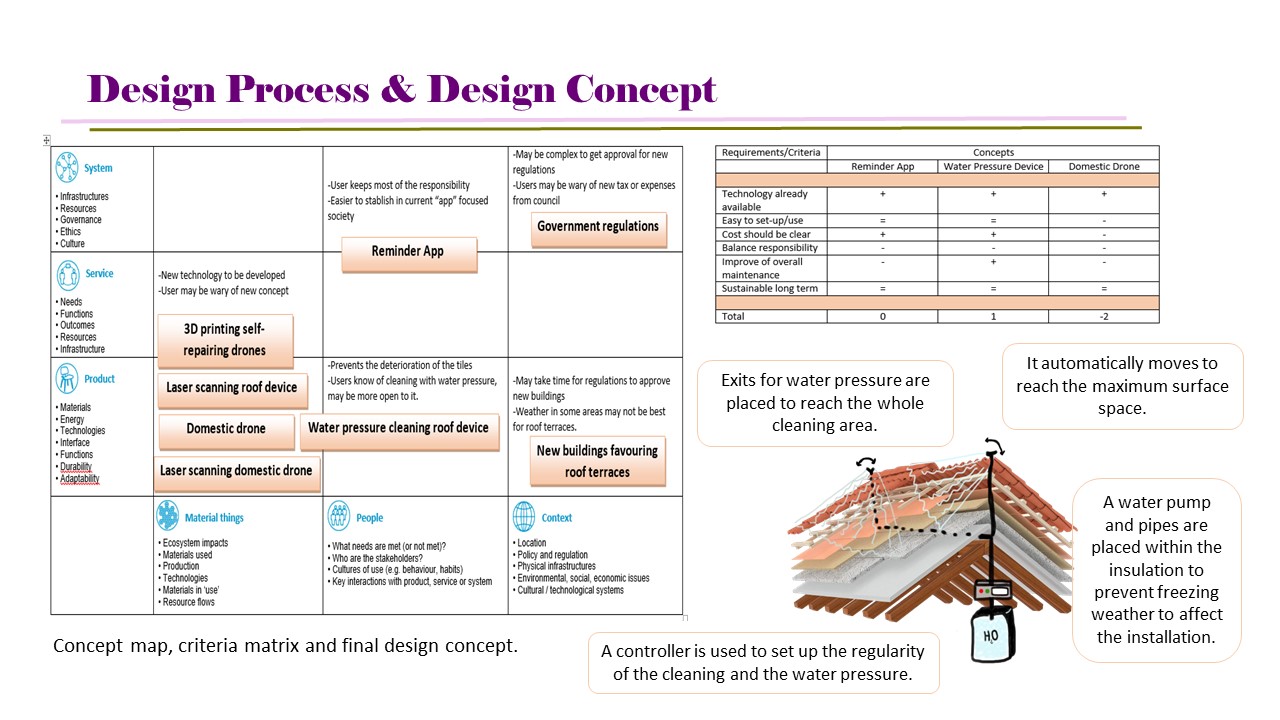 Design Process & Design Concept
System
• Infrastructures
• Resources
• Governance
• Ethics
• Culture
-User keeps most of the responsibility
-Easier to stablish in current “app” focused
society
Reminder App
-May be complex to get approval for new
regulations
-Users may be wary of new tax or expenses
from council
Government regulations
Service
• Needs
• Functions
• Outcomes
• Resources
• Infrastructure
-New technology to be developed
-User may be wary of new concept
3D printing self-
repairing drones
Product
• Materials
• Energy
• Technologies
• Interface
• Functions
• Durability
• Adaptability
Laser scanning roof device
Domestic drone
Laser scanning domestic drone
-Prevents the deterioration of the tiles
-Users know of cleaning with water pressure,
may be more open to it.
Water pressure cleaning roof device
-May take time for regulations to approve
new buildings
-Weather in some areas may not be best
for roof terraces.
New buildings favouring
roof terraces
Material things
• Ecosystem impacts
• Materials used
• Production
• Technologies
• Materials in ‘use’
• Resource flows
People
• What needs are met (or not met)?
• Who are the stakeholders?
• Cultures of use (e.g. behaviour, habits)
• Key interactions with product, service or system
Context
• Location
• Policy and regulation
• Physical infrastructures
• Environmental, social, economic issues
• Cultural / technological systems
Concept map, criteria matrix and final design concept.
Requirements/Criteria Concepts
Reminder App Water Pressure Device Domestic Drone
Technology already
available + + +
Easy to set-up/use = = -
Cost should be clear + + -
Balance responsibility - - -
Improve of overall
maintenance - + -
Sustainable long term = = =
Total 0 1 -2
Exits for water pressure are
placed to reach the whole
cleaning area.
It automatically moves to
reach the maximum surface
space.
A water pump
and pipes are
placed within the
insulation to
prevent freezing
weather to affect
the installation.
H2O
A controller is used to set up the regularity
of the cleaning and the water pressure.